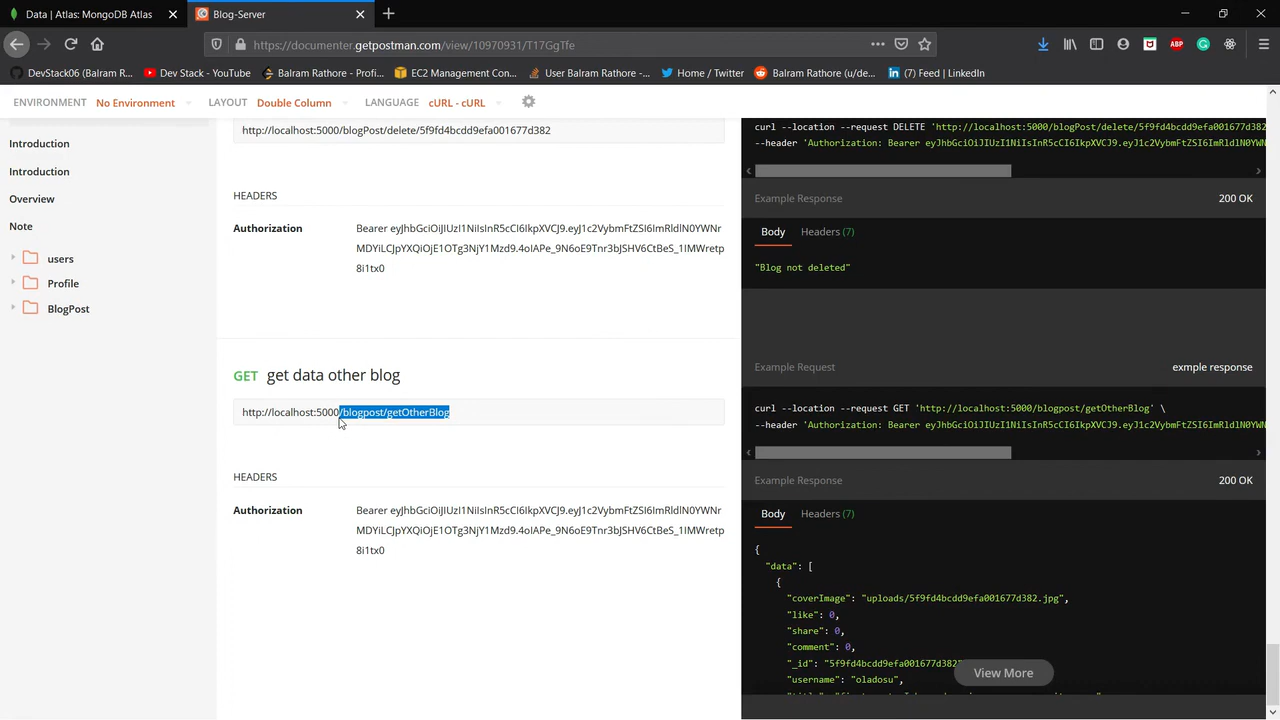 Data | Atlas: MongoDB Atlas
Blog-Server
https://documenter.getpostman.com/view/10970931/T17GgTfe
DevStack06 (Balram R...
Dev Stack - YouTube
Balram Rathore - Profi...
EC2 Management Con...
User Balram Rathore -...
Home / Twitter
Balram Rathore (u/de...
(7) Feed | LinkedIn
ENVIRONMENT No Environment LAYOUT Double Column LANGUAGE cURL - cURL
Introduction
Introduction
Overview
Note
users
Profile
BlogPost
http://localhost:5000/blogPost/delete/5f9fd4bcdd9efa001677d382
HEADERS
Authorization
Bearer eyJhbGciOiJIUzI1NiIsInR5cCI6IkpXVCJ9.eyJ1c2VybmFtZSI6ImRldlN0YWNr
MDYiLCJpYXQiOjE1OTg3NjY1Mzd9.4oIAPe_9N6oE9Tnr3bJSHV6CtBeS_1IMWretp
8i1tx0
GET get data other blog
http://localhost:5000/blogpost/getOtherBlog
HEADERS
Authorization
Bearer eyJhbGciOiJIUzI1NiIsInR5cCI6IkpXVCJ9.eyJ1c2VybmFtZSI6ImRldlN0YWNr
MDYiLCJpYXQiOjE1OTg3NjY1Mzd9.4oIAPe_9N6oE9Tnr3bJSHV6CtBeS_1IMWretp
8i1tx0
curl --location --request DELETE 'http://localhost:5000/blogPost/delete/5f9fd4bcdd9efa001677d382
--header 'Authorization: Bearer eyJhbGciOiJIUzI1NiIsInR5cCI6IkpXVCJ9.eyJ1c2VybmFtZSI6ImRldlN0YWN
Example Response
200 OK
Body Headers (7)
"Blog not deleted"
Example Request
exmple response
curl --location --request GET 'http://localhost:5000/blogpost/getOtherBlog' \
--header 'Authorization: Bearer eyJhbGciOiJIUzI1NiIsInR5cCI6IkpXVCJ9.eyJ1c2VybmFtZSI6ImRldlN0YWN
Example Response
200 OK
Body Headers (7)
{
"data": [
{
"coverImage": "uploads/5f9fd4bcdd9efa001677d382.jpg",
"like": 0,
"share": 0,
"comment": 0,
"_id": "5f9fd4bcdd9efa001677d382"
"username": "oladosu",
View More